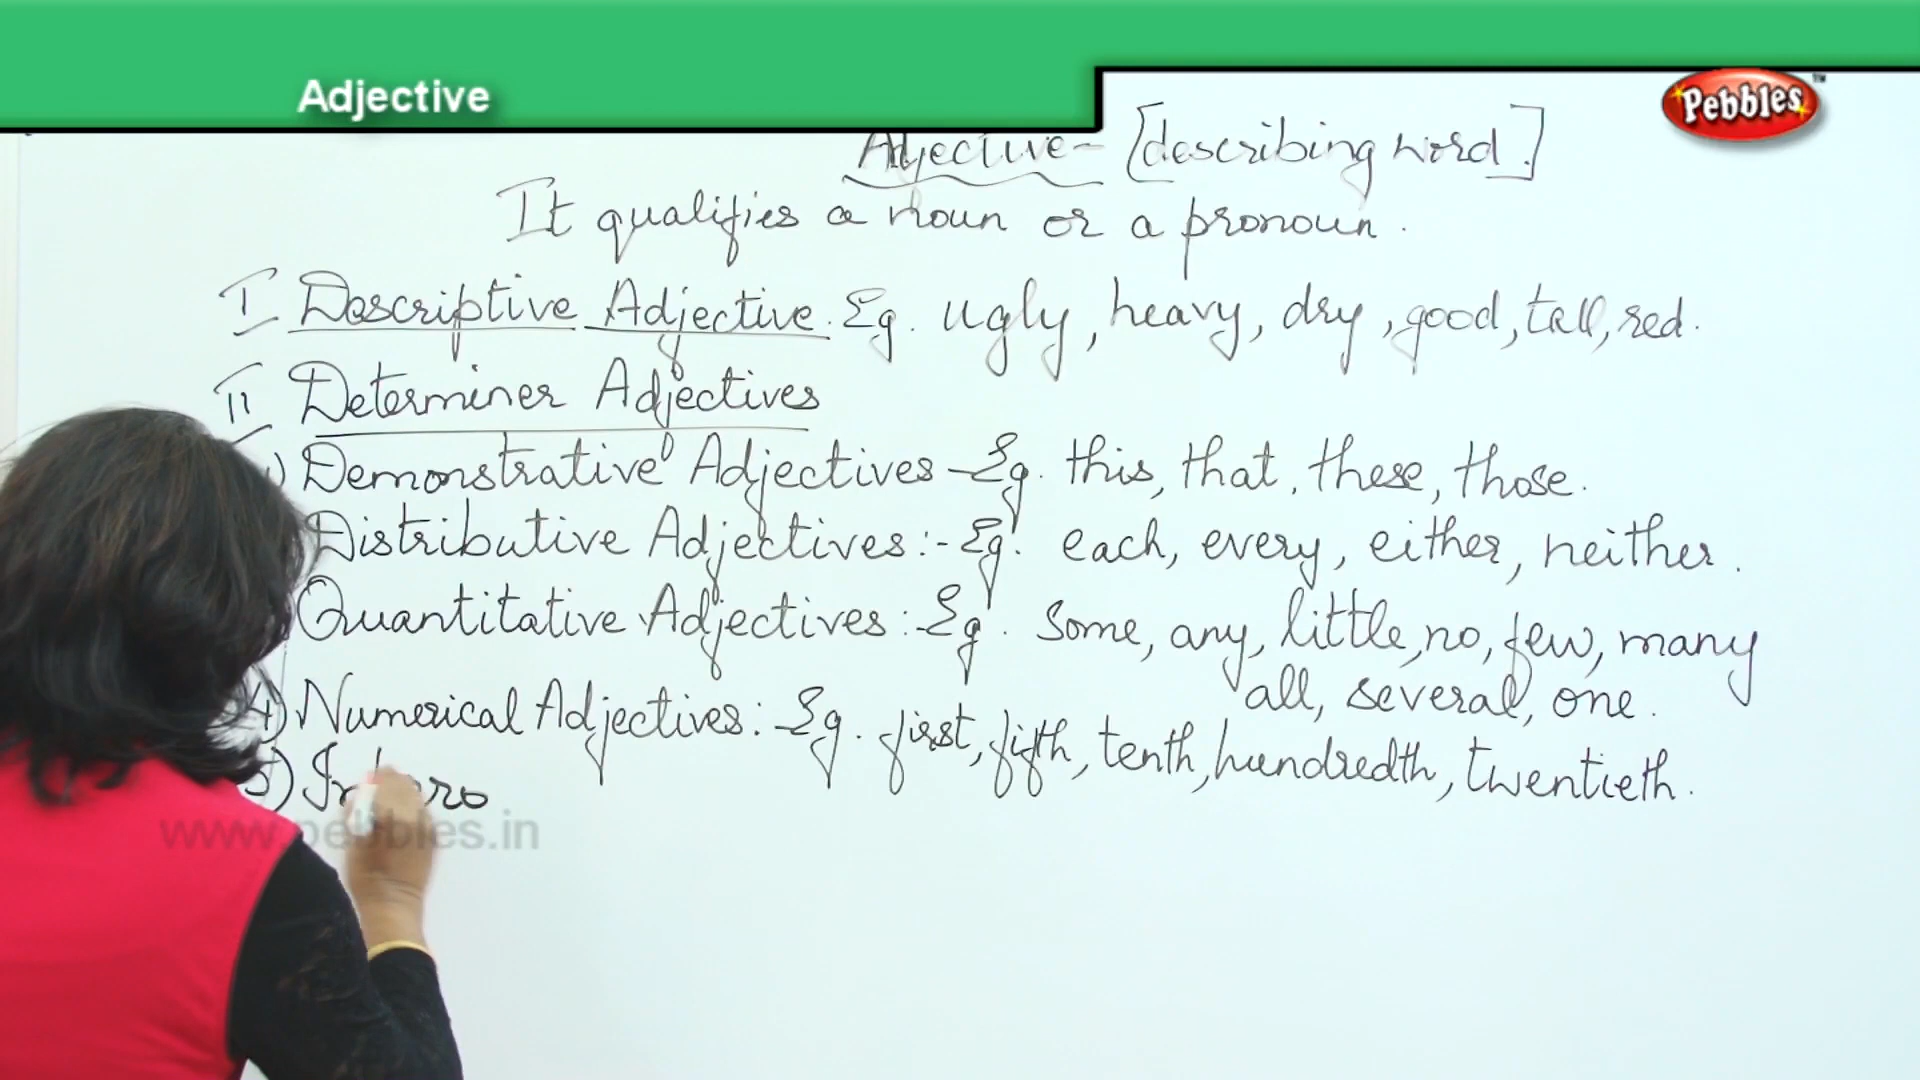 Adjective
Pebbles™
Adjective - [describing word.]
It qualifies a noun or a pronoun.
I Descriptive Adjective. Eg. ugly, heavy, dry, good, tall, red.
II Determiner Adjectives
) Demonstrative Adjectives - Eg. this, that, these, those.
Distributive Adjectives :- Eg. each, every, either, neither.
Quantitative Adjectives : Eg. Some, any, little, no, few, many
all, several, one.
4) Numerical Adjectives : Eg. first, fifth, tenth, hundredth, twentieth.
5)
www.pebbles.in